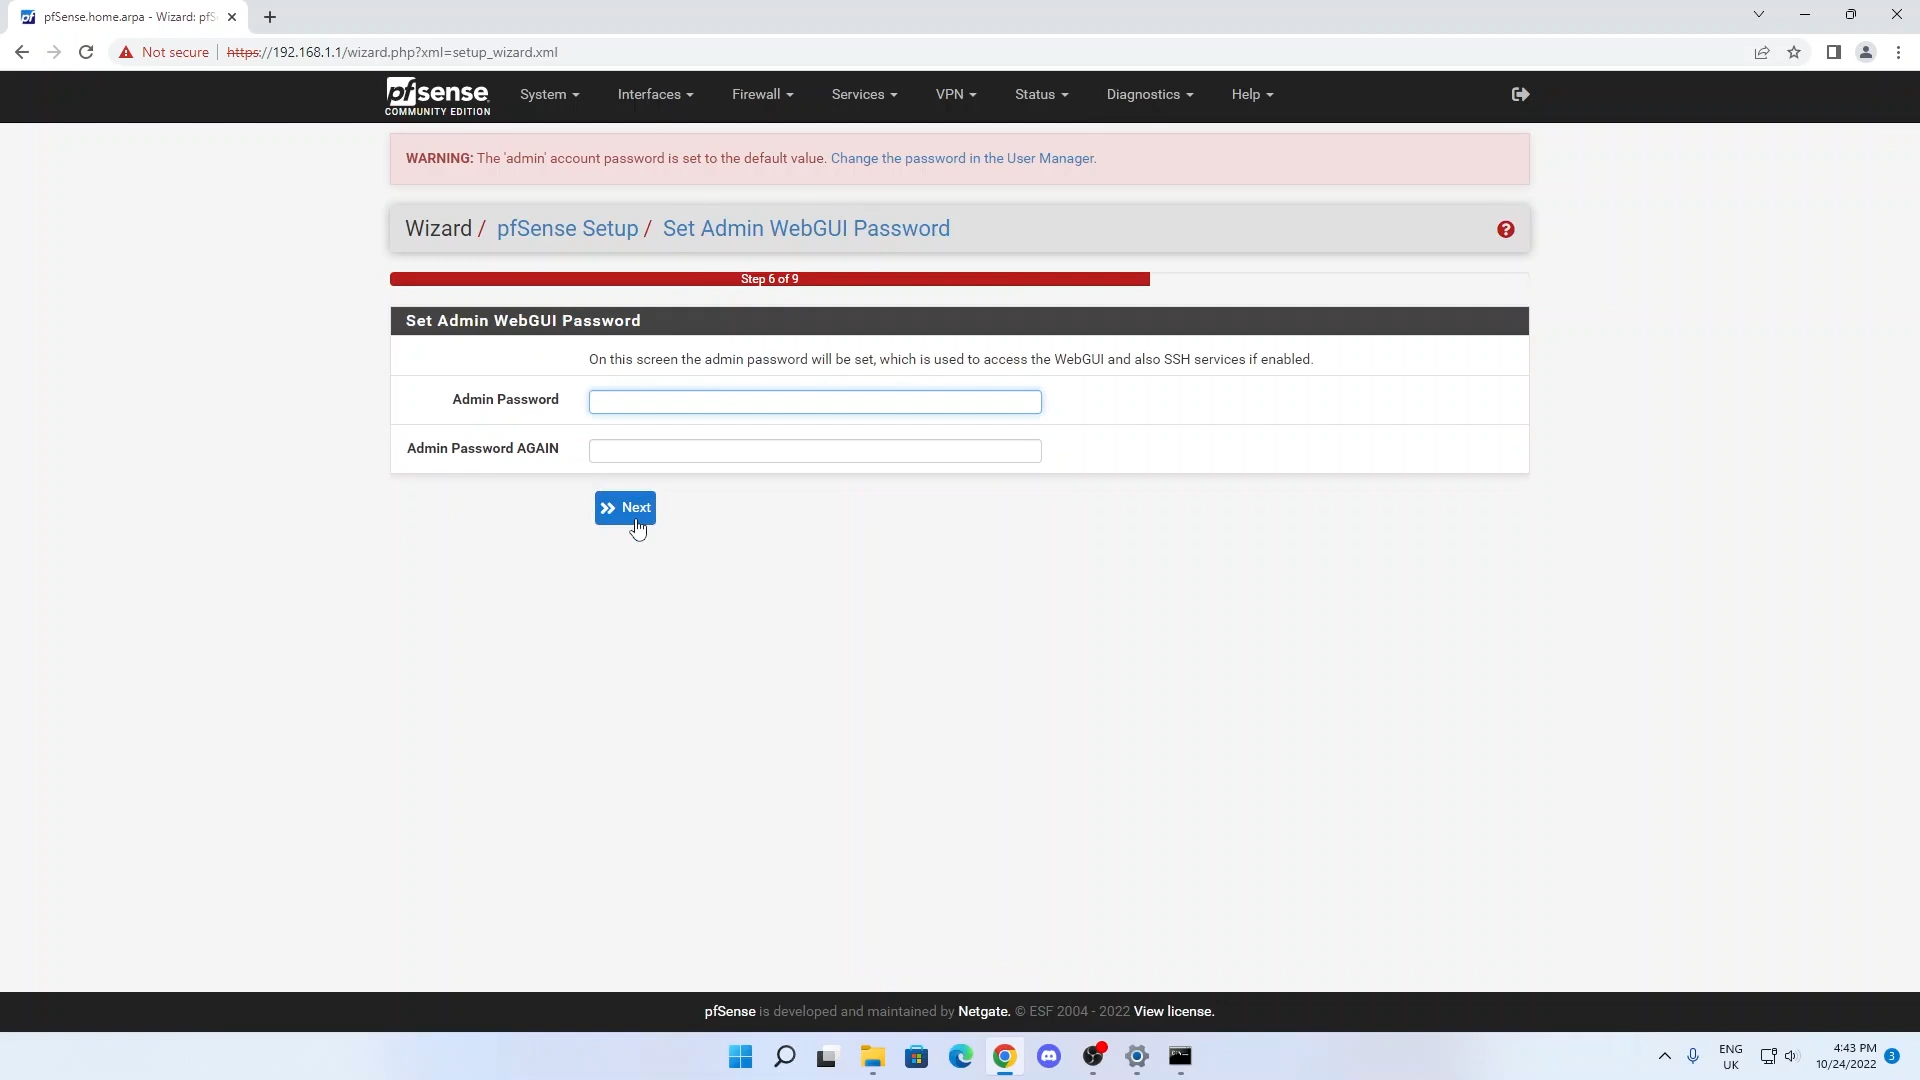 pfSense.home.arpa - Wizard: pfS
Not secure
https://192.168.1.1/wizard.php?xml=setup_wizard.xml
pfsense
COMMUNITY EDITION
System
Interfaces
Firewall
Services
VPN
Status
Diagnostics
Help
WARNING: The 'admin' account password is set to the default value. Change the password in the User Manager.
Wizard / pfSense Setup / Set Admin WebGUI Password
?
Step 6 of 9
Set Admin WebGUI Password
On this screen the admin password will be set, which is used to access the WebGUI and also SSH services if enabled.
Admin Password
Admin Password AGAIN
Next
pfSense is developed and maintained by Netgate. © ESF 2004 - 2022 View license.
ENG
UK
4:43 PM
10/24/2022
3